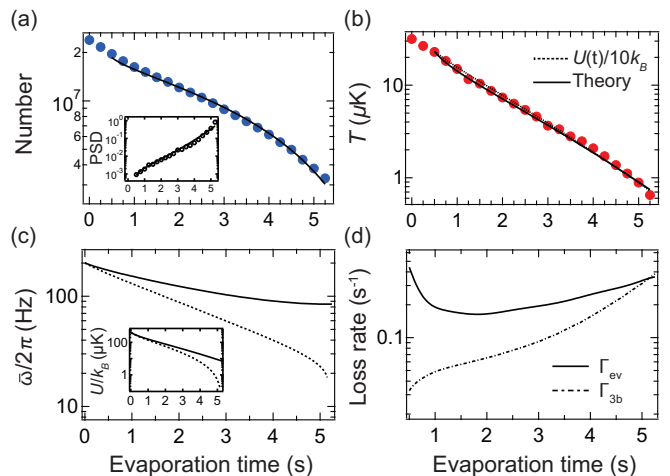 (a)
Number
2
10⁷
8
6
4
PSD
10⁰
10⁻¹
10⁻²
10⁻³
0 1 2 3 4 5
0 1 2 3 4 5
(b)
T (μK)
10
1
U(t)/10k_B
Theory
0 1 2 3 4 5
(c)
ω̄/2π (Hz)
100
10
U/k_B (μK)
100
1
0 1 2 3 4 5
0 1 2 3 4 5
Evaporation time (s)
(d)
Loss rate (s⁻¹)
0.1
Γ_ev
Γ_3b
1 2 3 4 5
Evaporation time (s)